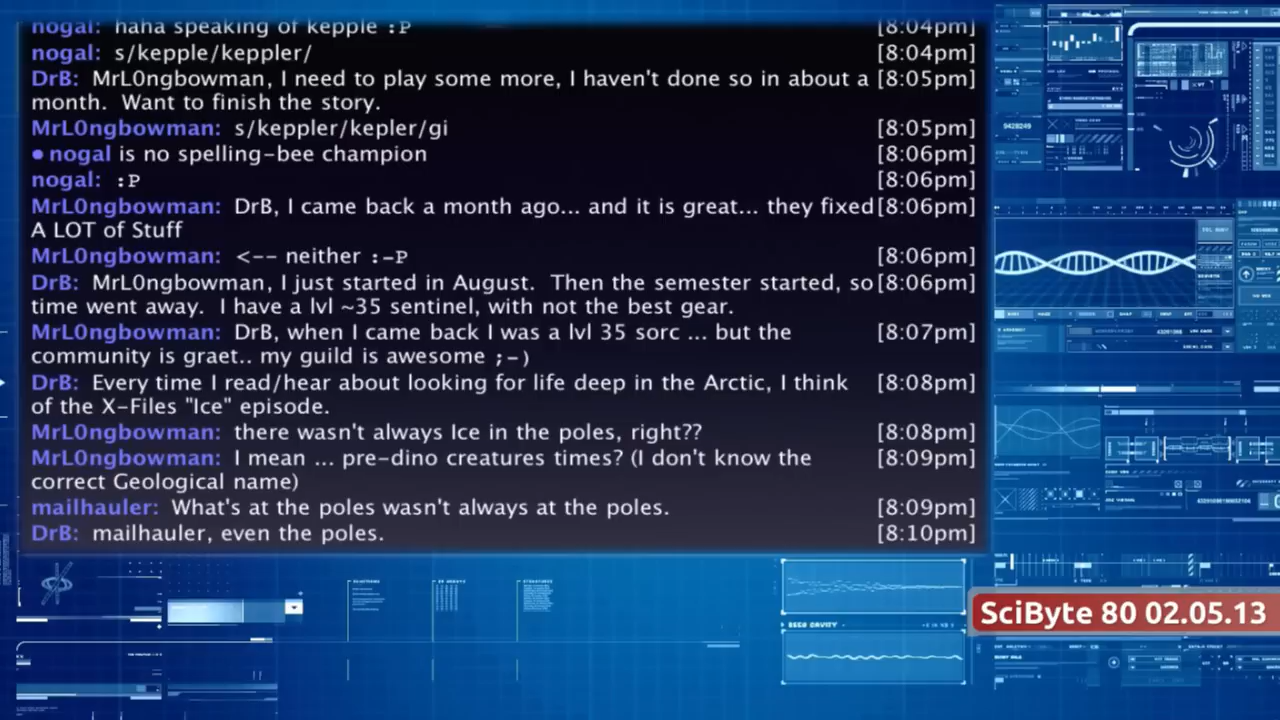 nogal: haha speaking of kepple :P [8:04pm]
nogal: s/kepple/keppler/ [8:04pm]
DrB: MrL0ngbowman, I need to play some more, I haven't done so in about a [8:05pm]
month. Want to finish the story.
MrL0ngbowman: s/keppler/kepler/gi [8:05pm]
• nogal is no spelling-bee champion [8:06pm]
nogal: :P [8:06pm]
MrL0ngbowman: DrB, I came back a month ago... and it is great... they fixed [8:06pm]
A LOT of Stuff
MrL0ngbowman: <-- neither :-P [8:06pm]
DrB: MrL0ngbowman, I just started in August. Then the semester started, so [8:06pm]
time went away. I have a lvl ~35 sentinel, with not the best gear.
MrL0ngbowman: DrB, when I came back I was a lvl 35 sorc ... but the [8:07pm]
community is graet.. my guild is awesome ;-)
DrB: Every time I read/hear about looking for life deep in the Arctic, I think [8:08pm]
of the X-Files "Ice" episode.
MrL0ngbowman: there wasn't always Ice in the poles, right?? [8:08pm]
MrL0ngbowman: I mean ... pre-dino creatures times? (I don't know the [8:09pm]
correct Geological name)
mailhauler: What's at the poles wasn't always at the poles. [8:09pm]
DrB: mailhauler, even the poles. [8:10pm]
SciByte 80 02.05.13